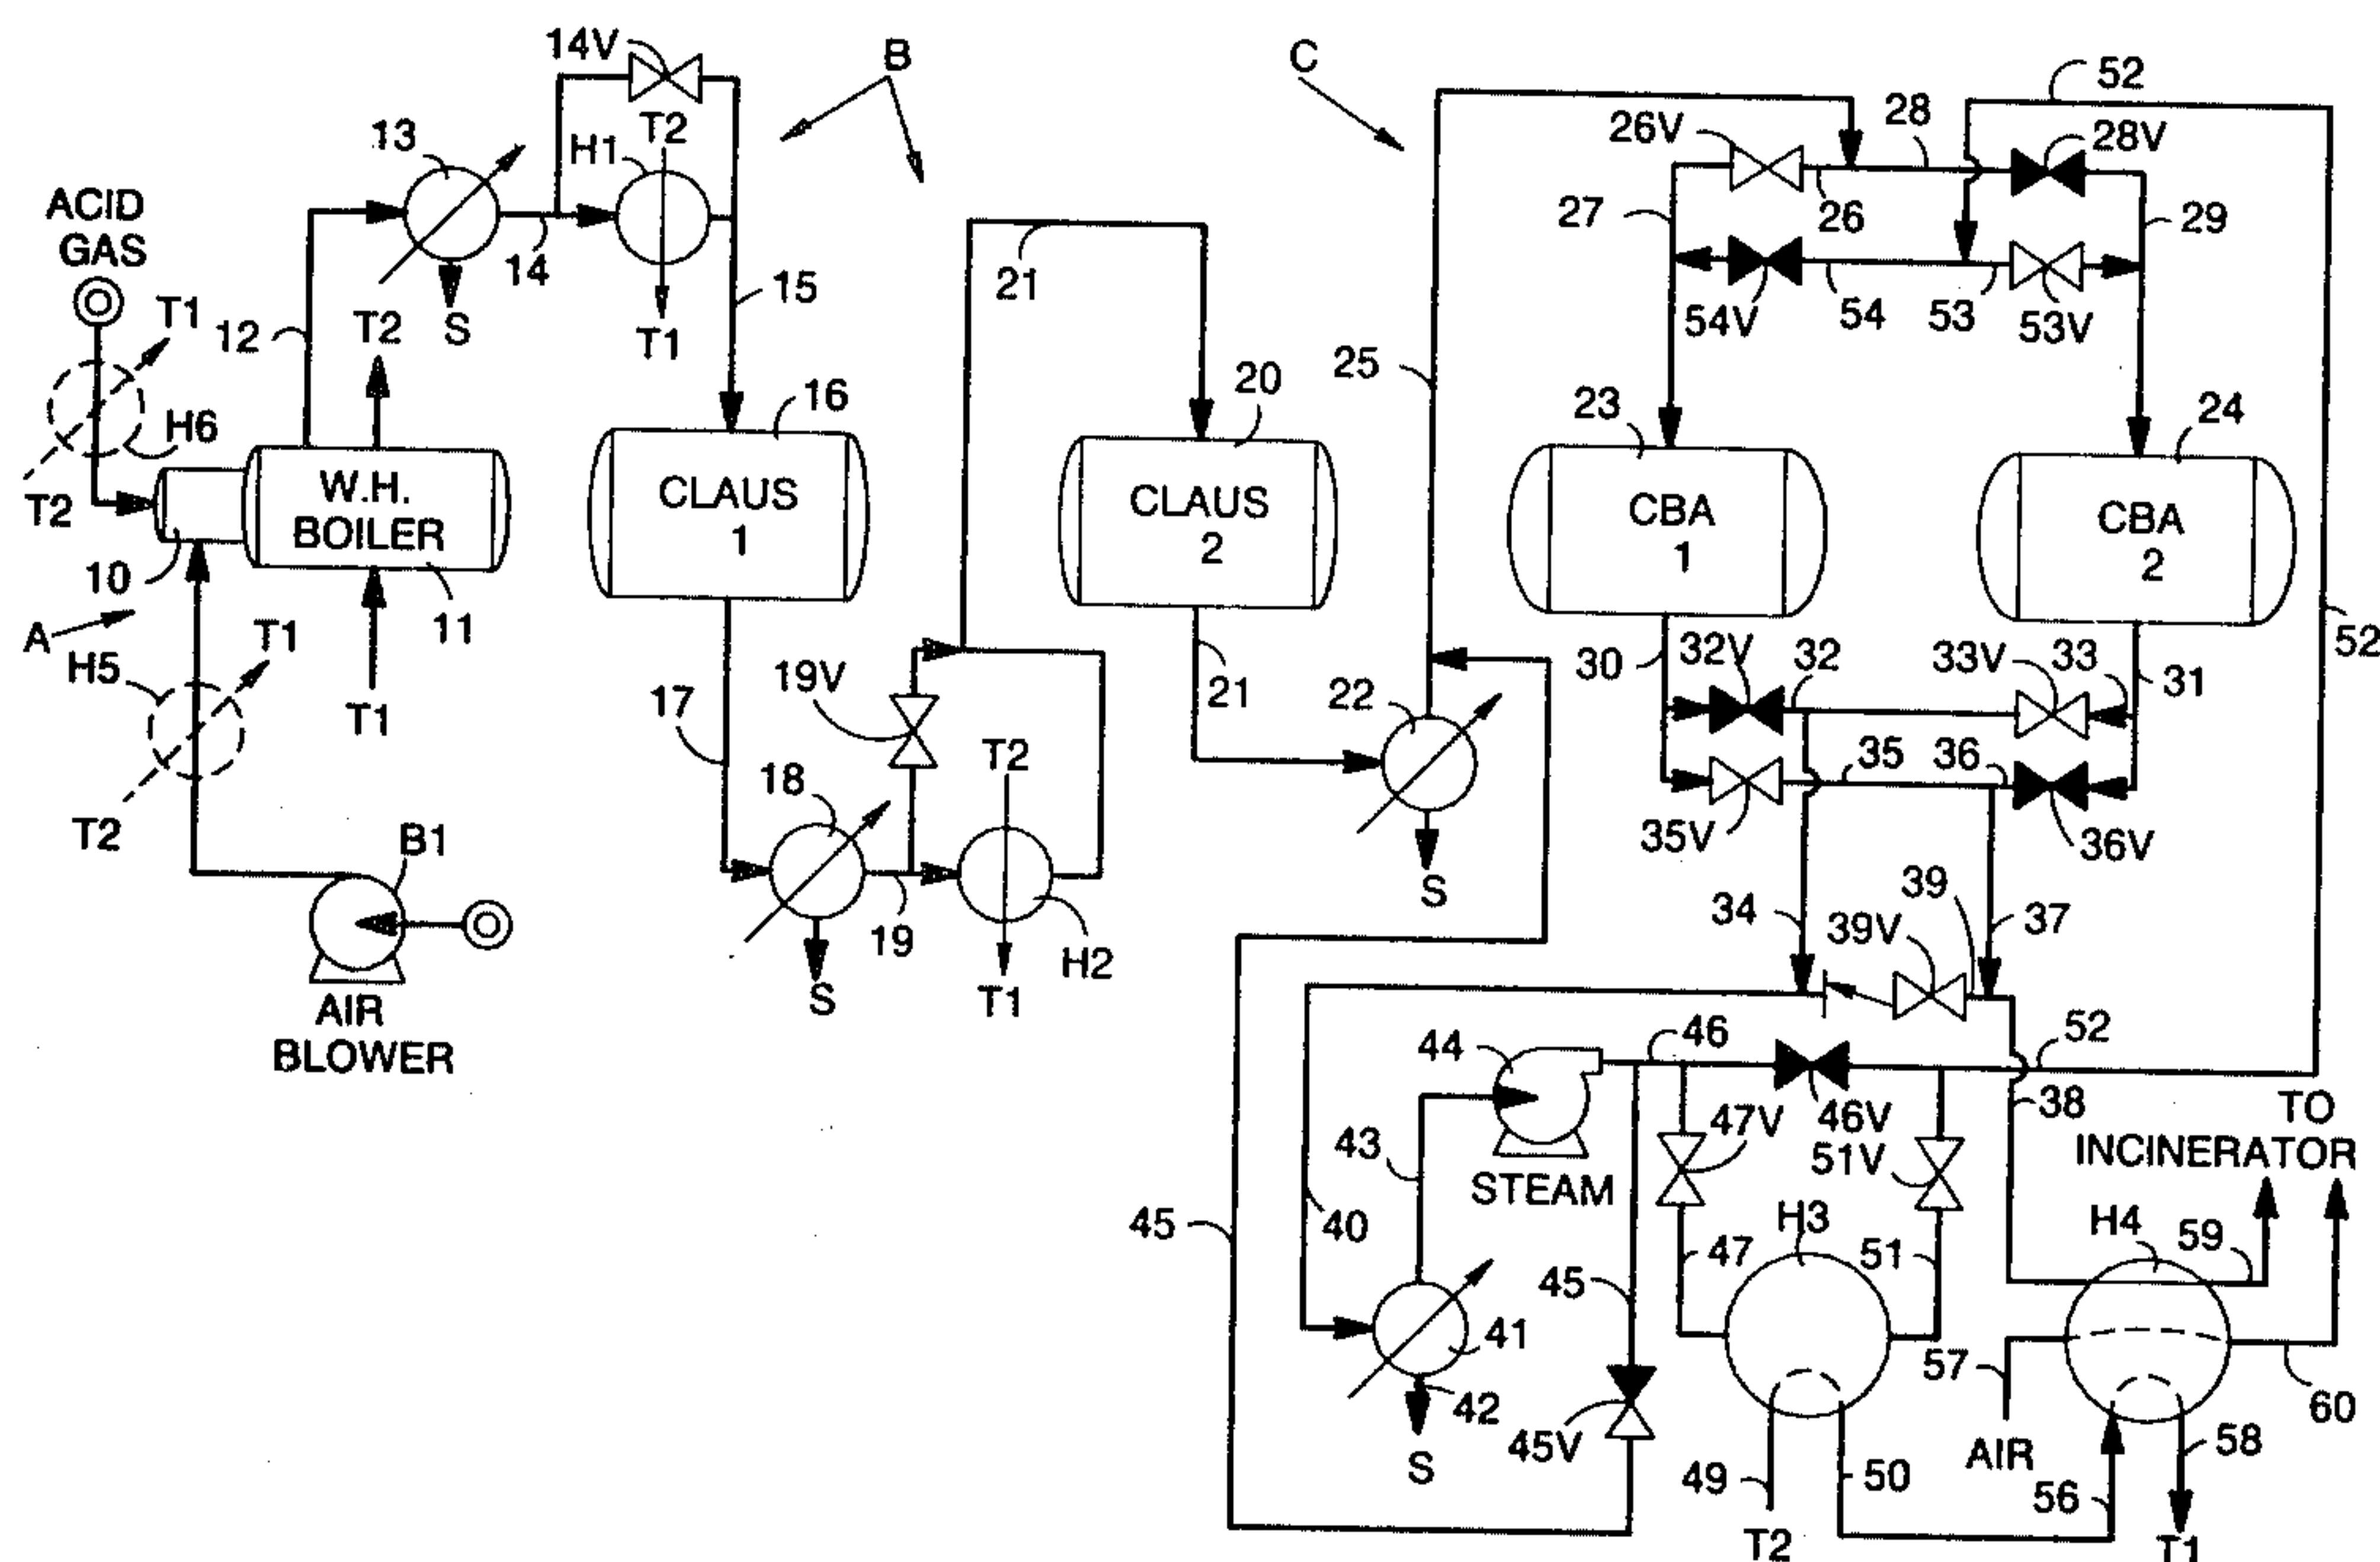 14V
B
C
52
13
H1
T2
26V
28
28V
ACID
GAS
27
26
29
T1
12
T2
S
14
T1
15
21
54V
54
53
53V
25
H6
16
20
23
24
T2
W.H.
BOILER
CLAUS
1
CLAUS
2
CBA
1
CBA
2
10
A
11
T1
H5
T1
19V
17
21
22
30
32V
32
33V
33
31
52
T2
18
T2
35
36
35V
36V
B1
S
34
39V
39
37
19
H2
S
T1
AIR
BLOWER
44
46
52
43
47V
46V
51V
38
TO
INCINERATOR
STEAM
45
40
45
47
H3
51
H4
59
41
57
60
42
45V
S
49
50
AIR
56
58
T2
T1